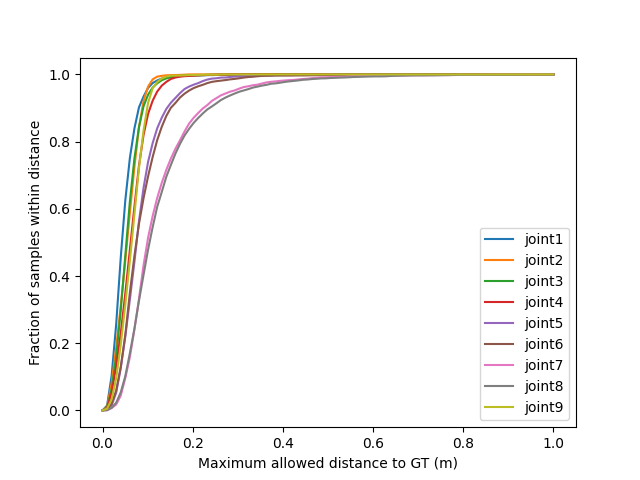 1.0
0.8
0.6
0.4
0.2
0.0
Fraction of samples within distance
joint1
joint2
joint3
joint4
joint5
joint6
joint7
joint8
joint9
0.0 0.2 0.4 0.6 0.8 1.0
Maximum allowed distance to GT (m)